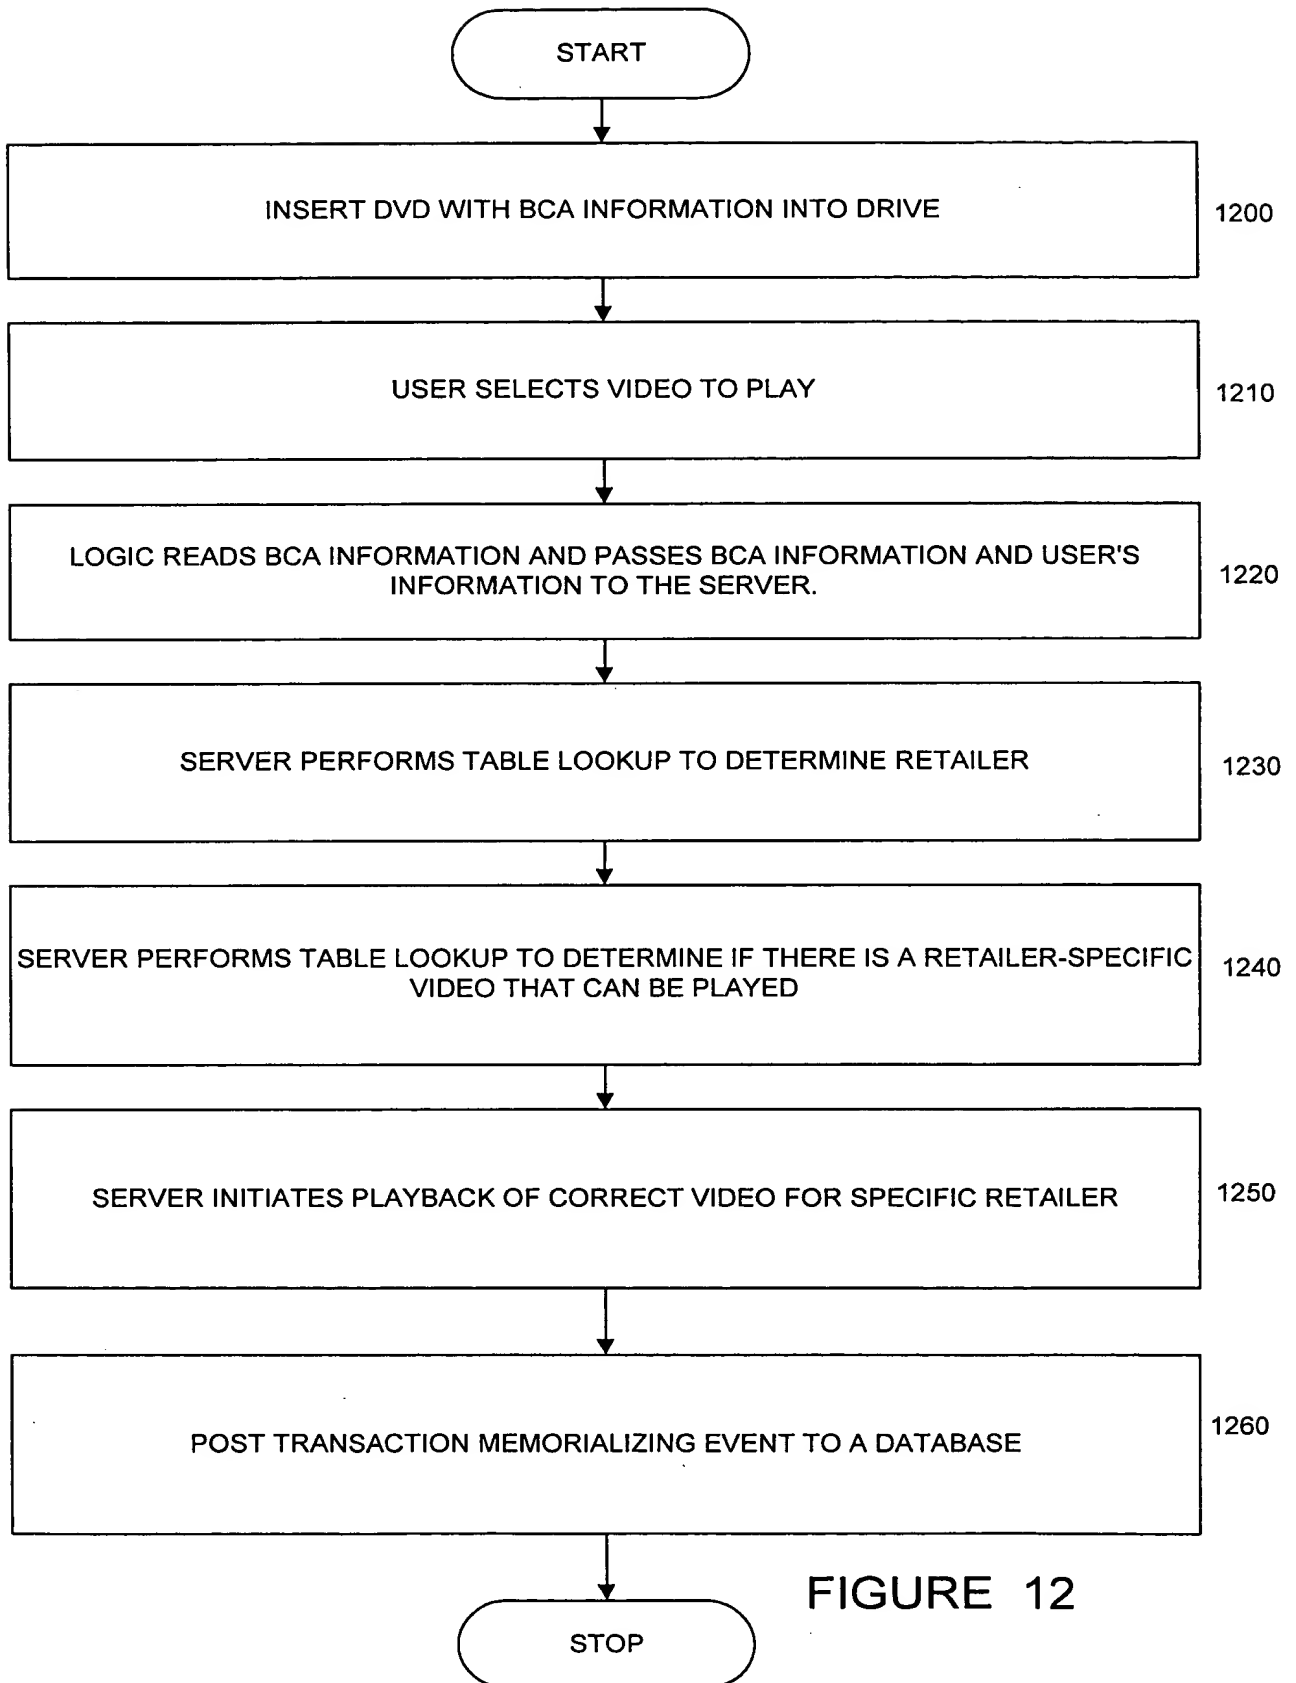 START
INSERT DVD WITH BCA INFORMATION INTO DRIVE
1200
USER SELECTS VIDEO TO PLAY
1210
LOGIC READS BCA INFORMATION AND PASSES BCA INFORMATION AND USER'S
INFORMATION TO THE SERVER.
1220
SERVER PERFORMS TABLE LOOKUP TO DETERMINE RETAILER
1230
SERVER PERFORMS TABLE LOOKUP TO DETERMINE IF THERE IS A RETAILER-SPECIFIC
VIDEO THAT CAN BE PLAYED
1240
SERVER INITIATES PLAYBACK OF CORRECT VIDEO FOR SPECIFIC RETAILER
1250
POST TRANSACTION MEMORIALIZING EVENT TO A DATABASE
1260
FIGURE 12
STOP